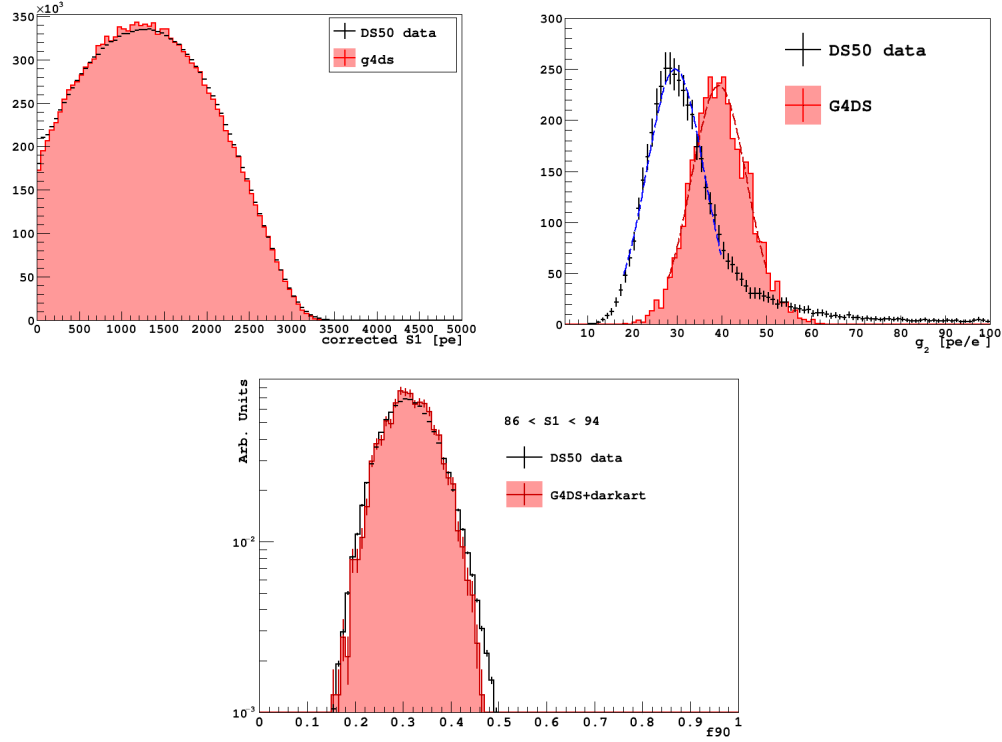 ×10³
350
300
250
200
150
100
50
0
DS50 data
g4ds
0 500 1000 1500 2000 2500 3000 3500 4000 4500 5000
corrected S1 [pe]
300
250
200
150
100
50
0
DS50 data
G4DS
10 20 30 40 50 60 70 80 90 100
g₂ [pe/e]
Arb. Units
10⁻²
10⁻³
86 < S1 < 94
DS50 data
G4DS+darkart
0 0.1 0.2 0.3 0.4 0.5 0.6 0.7 0.8 0.9 1
f90